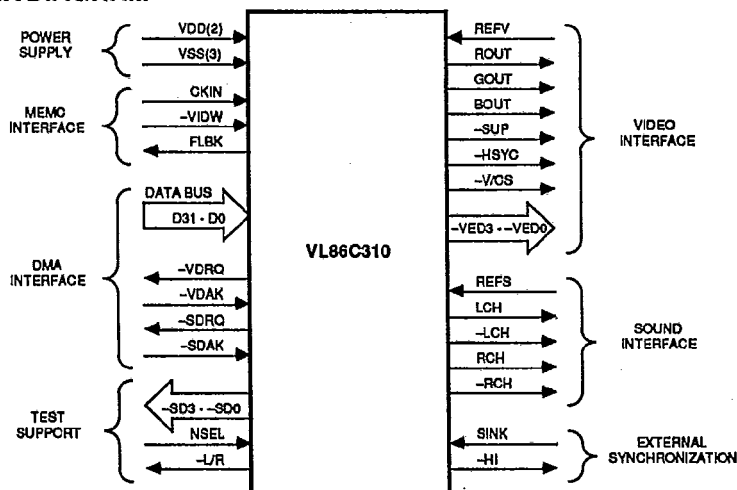 POWER
SUPPLY
VDD(2)
VSS(3)
MEMC
INTERFACE
CKIN
–VIDW
FLBK
DMA
INTERFACE
DATA BUS
D31 - D0
–VDRQ
–VDAK
–SDRQ
–SDAK
TEST
SUPPORT
–SD3 - –SD0
NSEL
–L/R
VL86C310
REFV
ROUT
GOUT
BOUT
–SUP
–HSYC
–V/CS
–VED3 - –VED0
VIDEO
INTERFACE
REFS
LCH
–LCH
RCH
–RCH
SOUND
INTERFACE
SINK
–HI
EXTERNAL
SYNCHRONIZATION